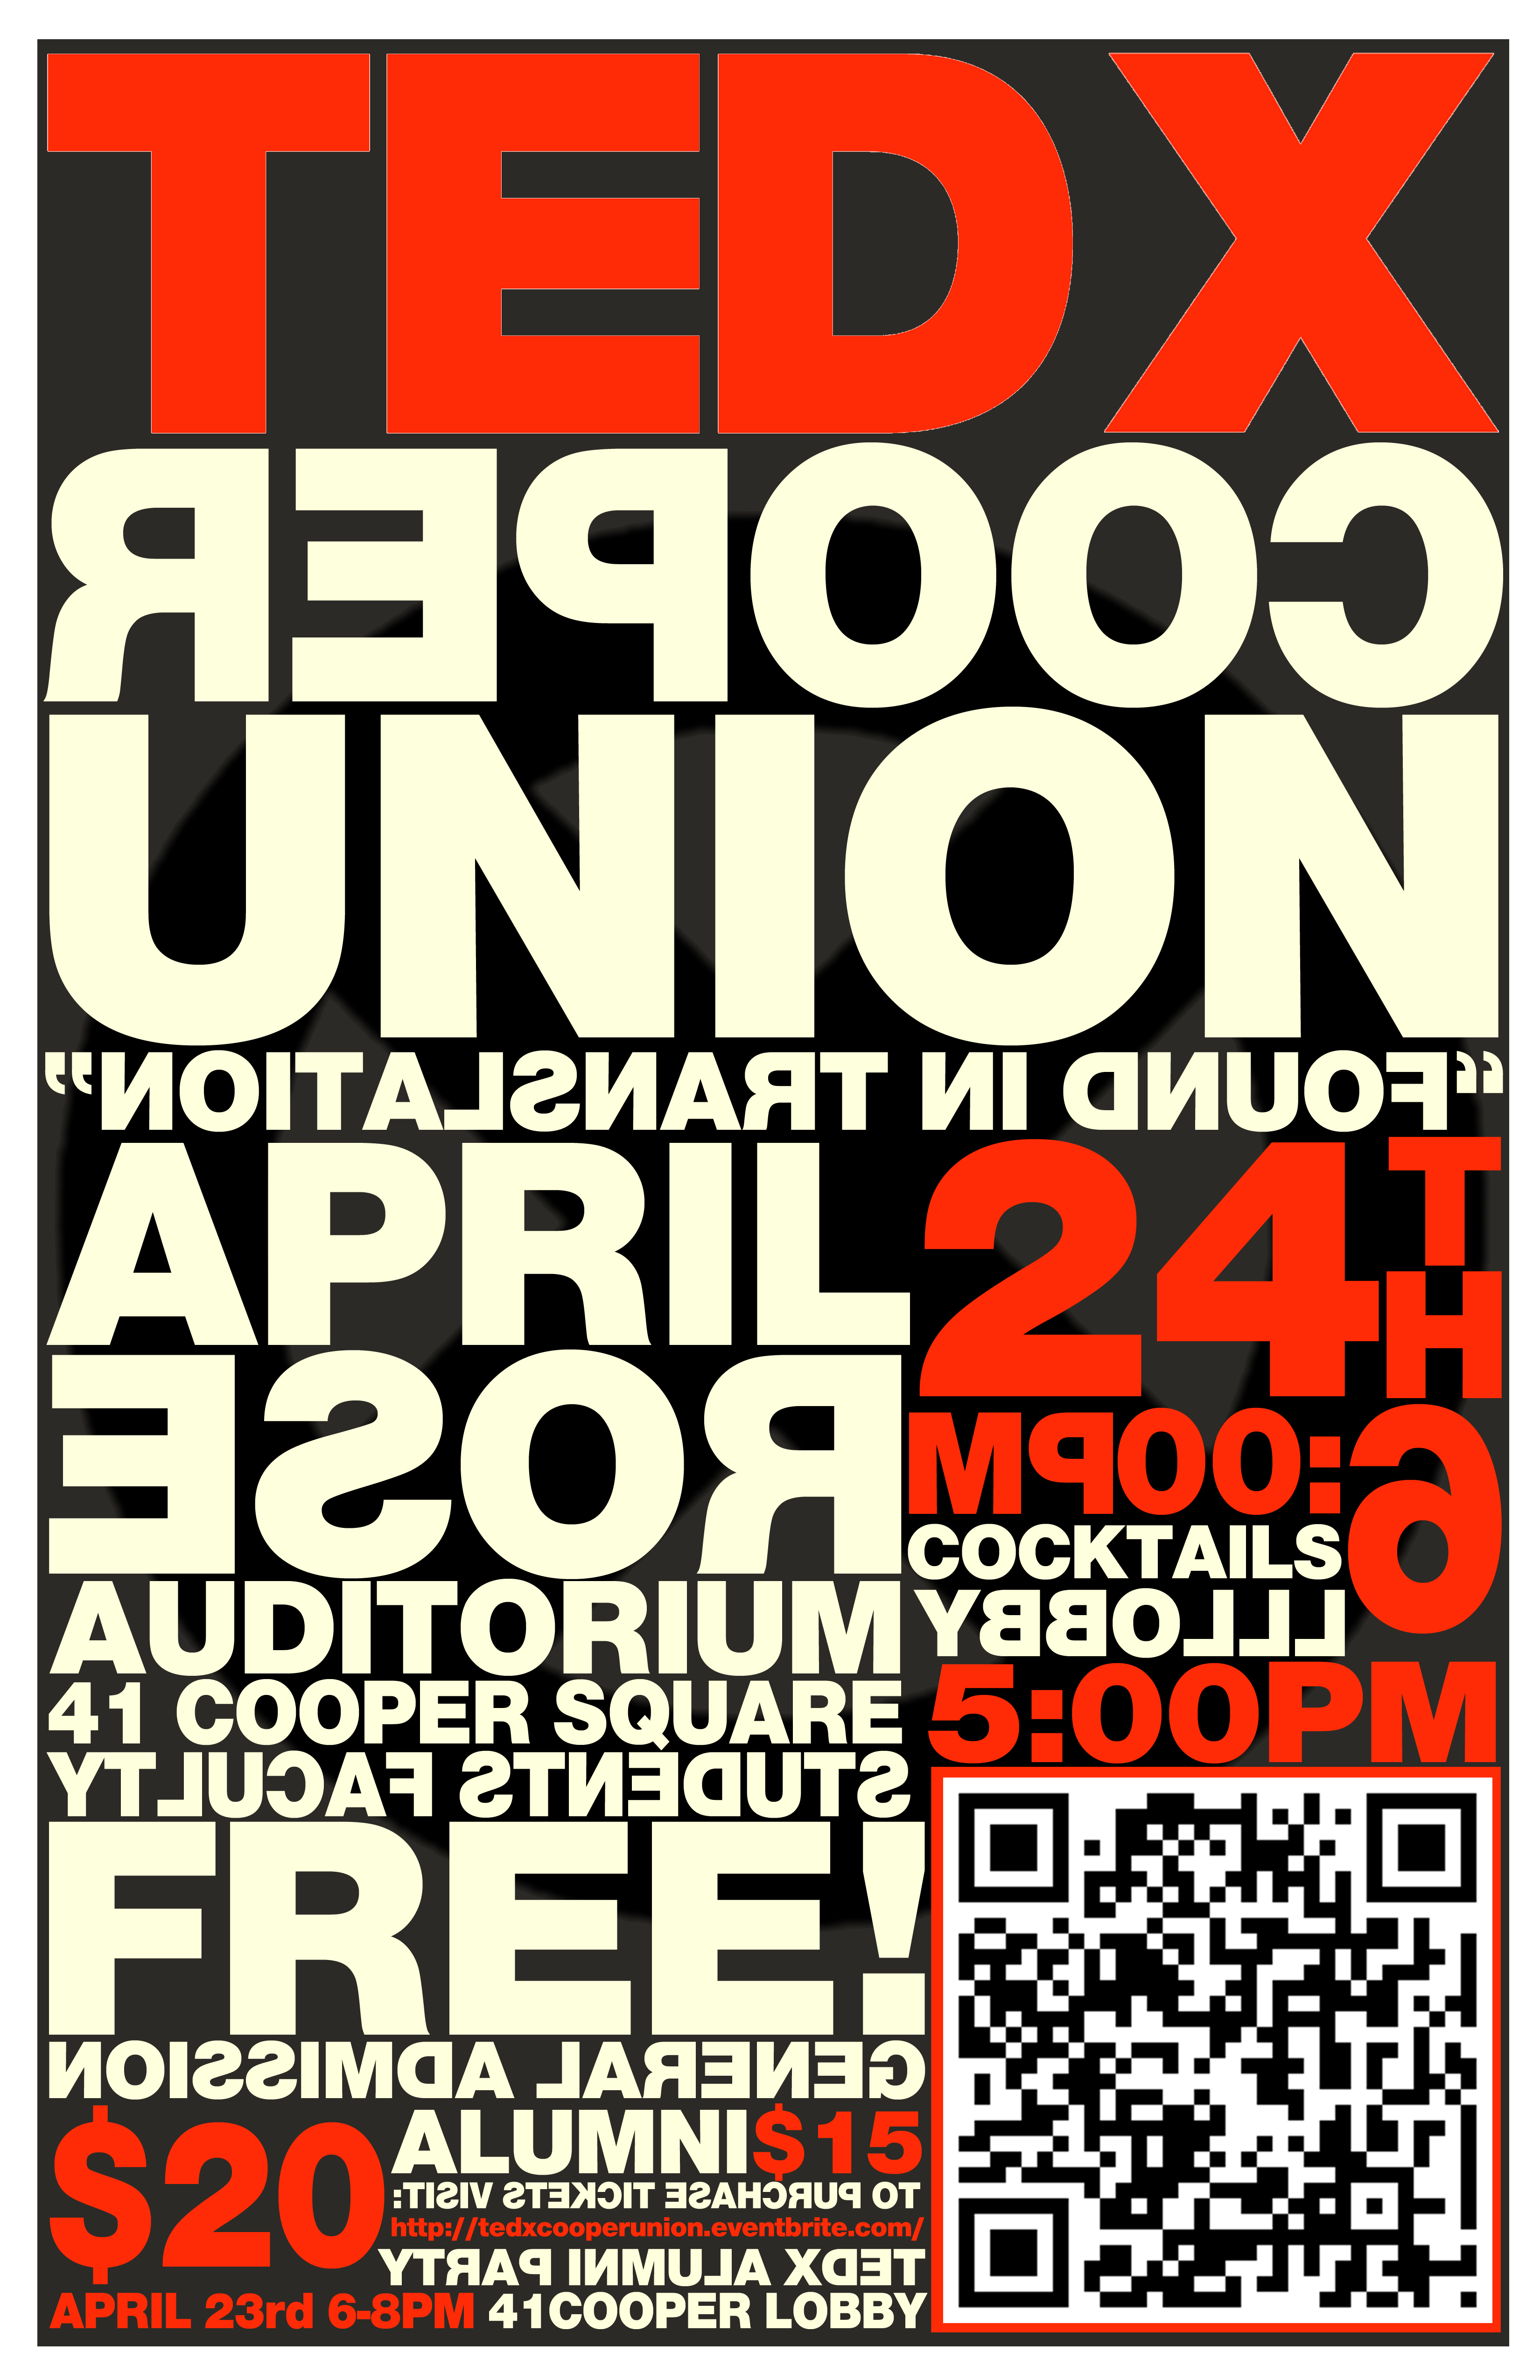 TEDX
COOPER
UNION
“FOUND IN TRANSLATION”
APRIL 24TH
ROSE
6:00PM
COCKTAILS
LLLLOBBY
5:00PM
AUDITORIUM
41 COOPER SQUARE
STUDENTS FACULTY
FREE!
GENERAL ADMISSION
$20
ALUMNI $15
TO PURCHASE TICKETS VISIT:
http://tedxcooperunion.eventbrite.com/
TEDX ALUMNI PARTY
APRIL 23rd 6-8PM 41COOPER LOBBY